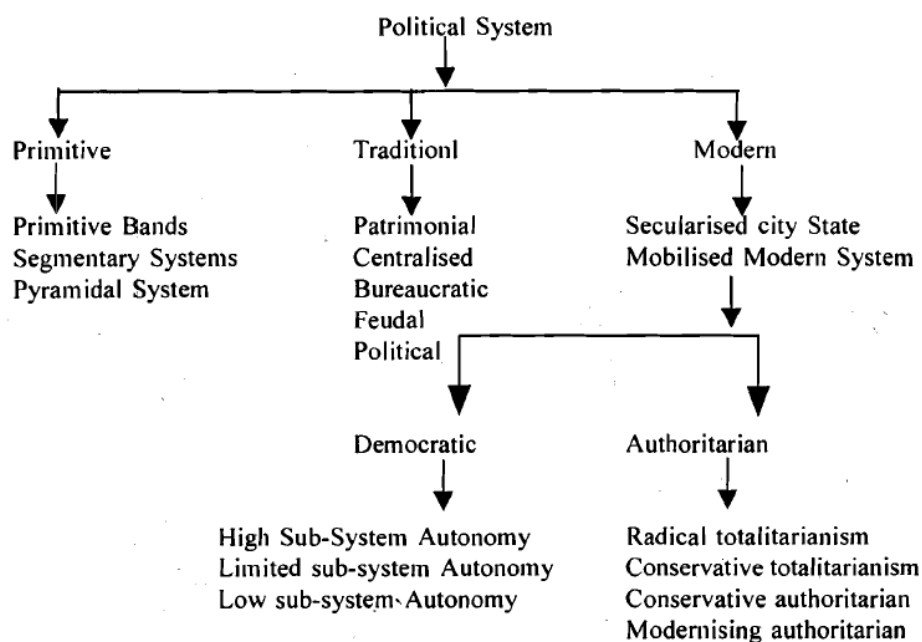 Political System
Primitive
Traditionl
Modern
Primitive Bands
Segmentary Systems
Pyramidal System
Patrimonial
Centralised
Bureaucratic
Feudal
Political
Secularised city State
Mobilised Modern System
Democratic
Authoritarian
High Sub-System Autonomy
Limited sub-system Autonomy
Low sub-system Autonomy
Radical totalitarianism
Conservative totalitarianism
Conservative authoritarian
Modernising authoritarian